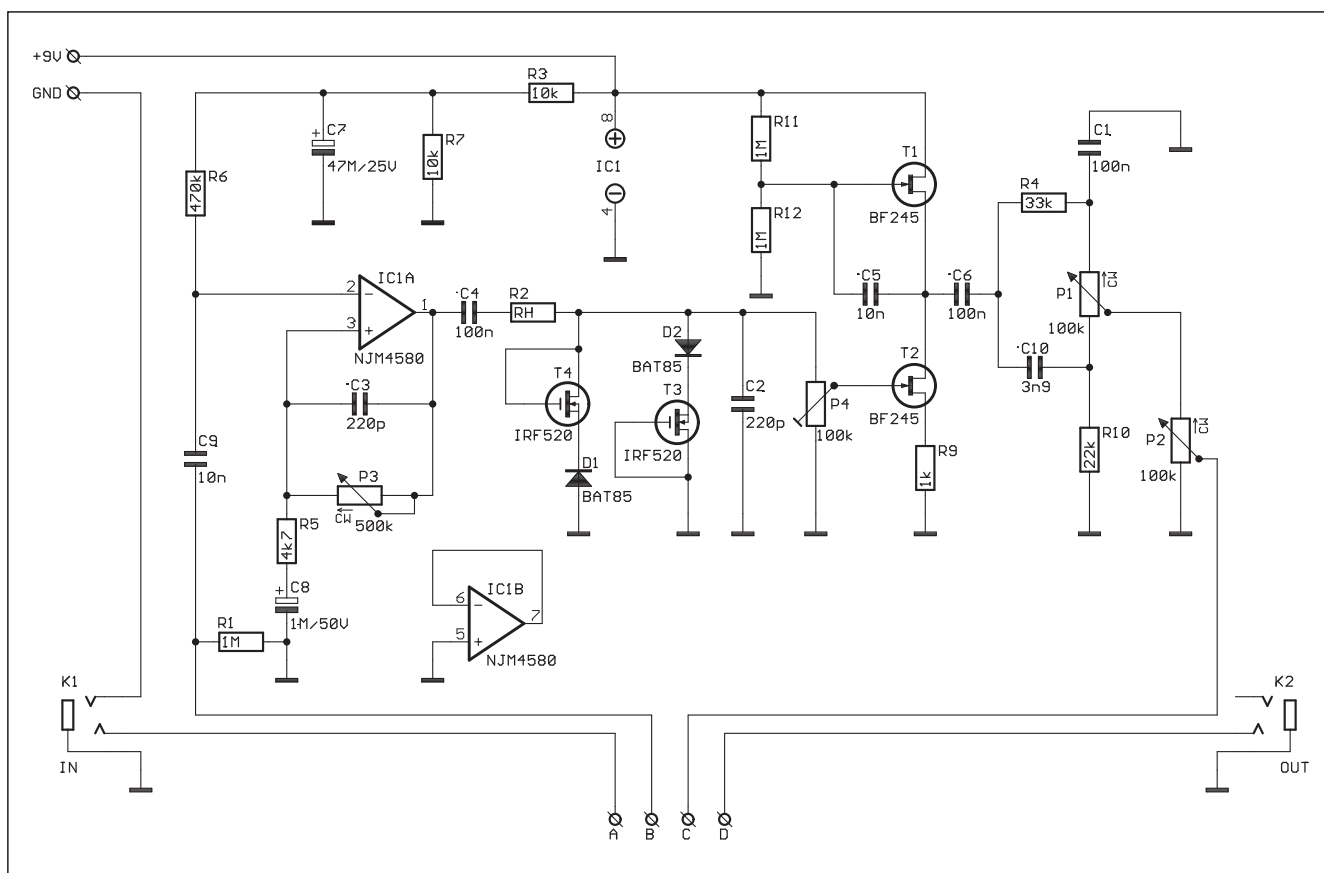 +9V
GND
R3
10k
C7
+
47M/25V
R7
10k
R6
470k
8
IC1
4
R11
1M
R12
1M
T1
BF245
C1
100n
R4
33k
P1
CW
100k
IC1A
2
3
1
−
+
NJM4580
C4
100n
R2
RH
C5
10n
C6
100n
C10
3n9
C3
220p
T4
IRF520
D2
BAT85
T3
IRF520
C2
220p
P4
100k
T2
BF245
R9
1k
R10
22k
P2
CW
100k
C9
10n
P3
CW
500k
D1
BAT85
R5
4k7
C8
+
1M/50V
R1
1M
IC1B
6
5
7
−
+
NJM4580
K1
IN
K2
OUT
A
B
C
D